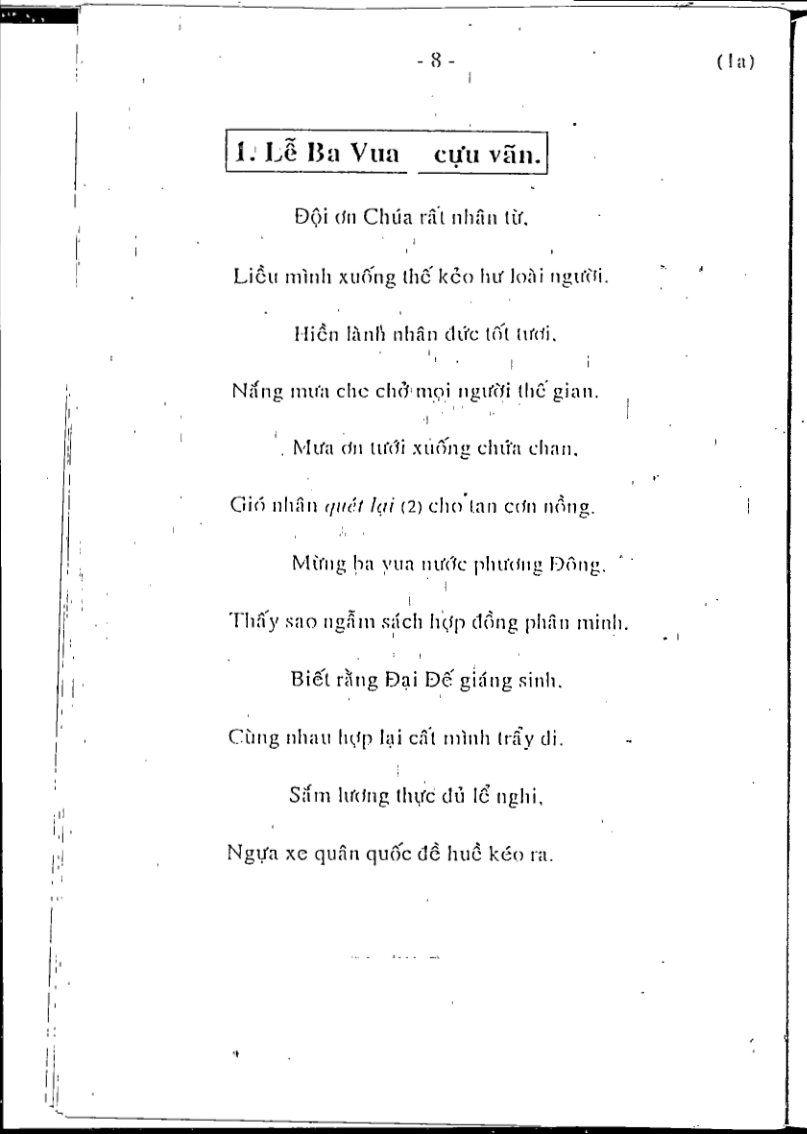 - 8 -
(1a)
1. Lễ Ba Vua cựu vãn.
Đội ơn Chúa rất nhân từ,
Liều mình xuống thế kẻo hư loài người.
Hiền lành nhân đức tốt tươi,
Nắng mưa che chở mọi người thế gian.
Mưa ơn tưới xuống chứa chan,
Gió nhân quét lại (2) cho tan cơn nồng.
Mừng ba vua nước phương Đông,
Thấy sao ngẫm sách hợp đồng phân minh.
Biết rằng Đại Đế giáng sinh,
Cùng nhau hợp lại cất mình trẩy đi.
Sắm lương thực đủ lể nghi,
Ngựa xe quân quốc đề huề kéo ra.